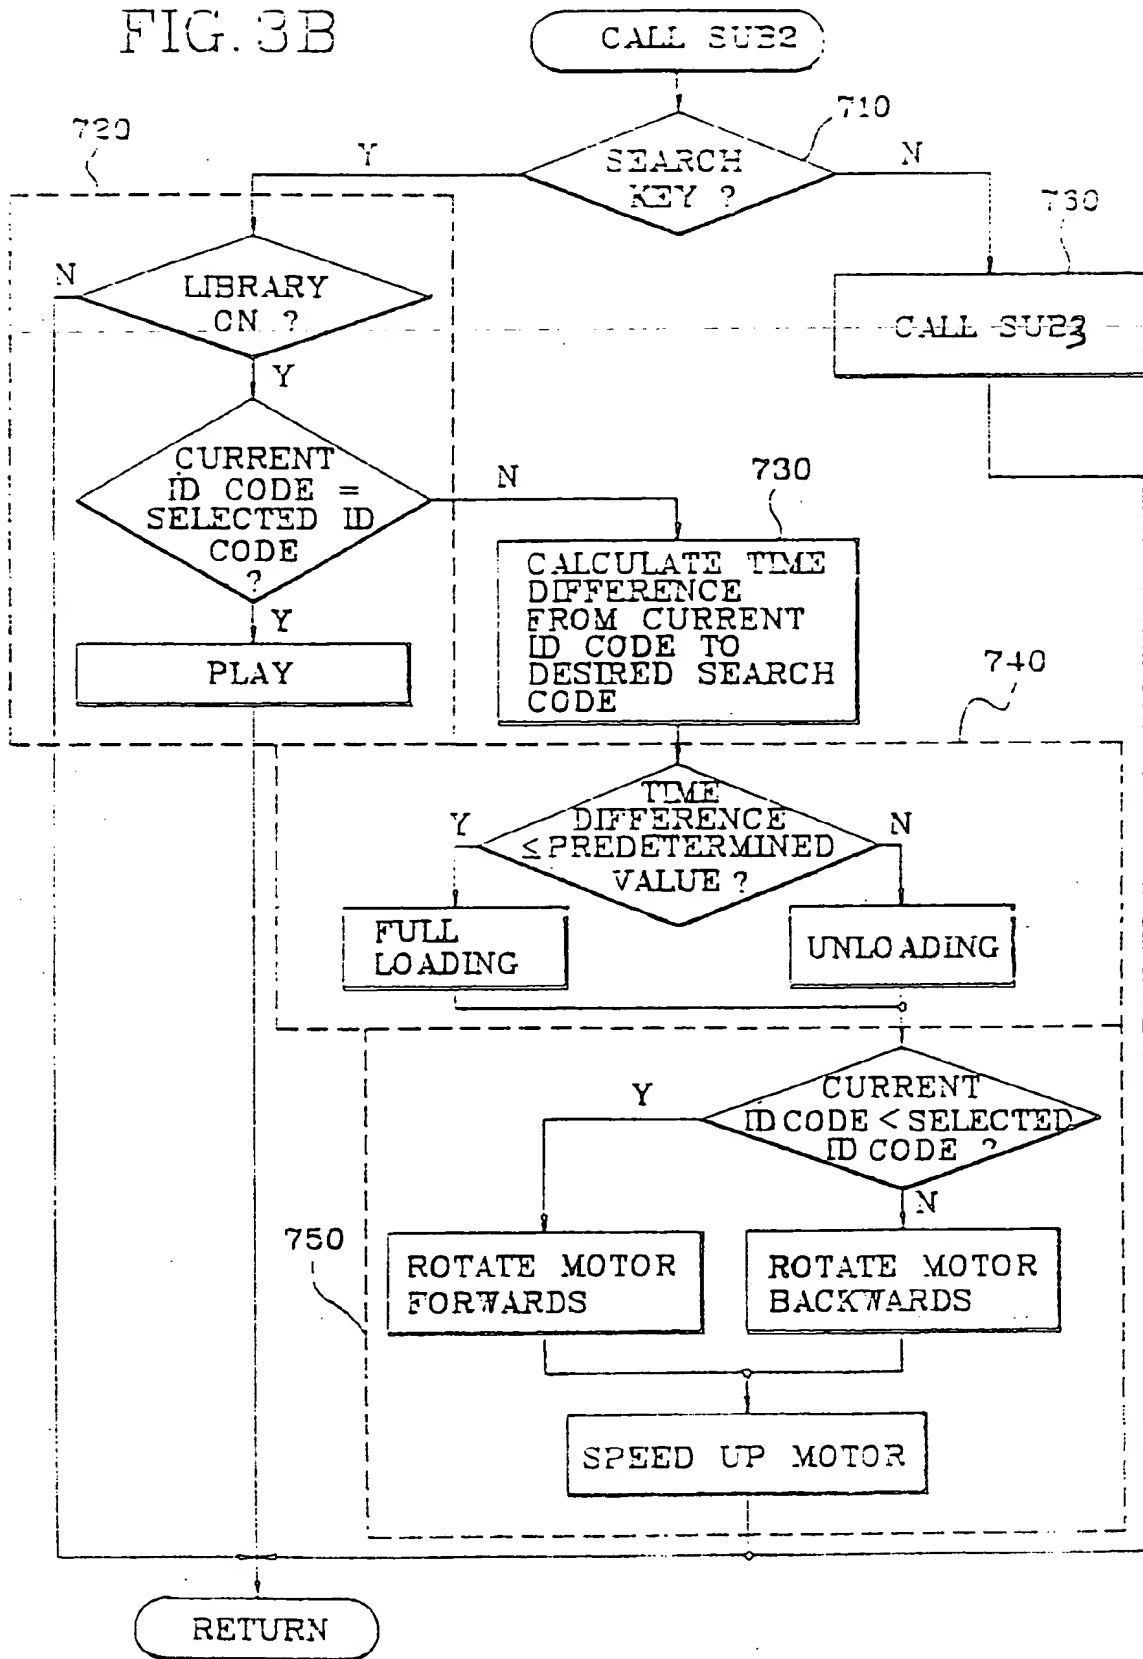 FIG. 3B
CALL SUB2
710
SEARCH
KEY ?
Y
N
720
760
LIBRARY
ON ?
N
Y
CALL SUB3
CURRENT
ID CODE =
SELECTED ID
CODE
?
N
Y
730
CALCULATE TIME
DIFFERENCE
FROM CURRENT
ID CODE TO
DESIRED SEARCH
CODE
PLAY
740
TIME
DIFFERENCE
≤ PREDETERMINED
VALUE ?
Y
N
FULL
LOADING
UNLOADING
CURRENT
ID CODE < SELECTED
ID CODE ?
Y
N
750
ROTATE MOTOR
FORWARDS
ROTATE MOTOR
BACKWARDS
SPEED UP MOTOR
RETURN